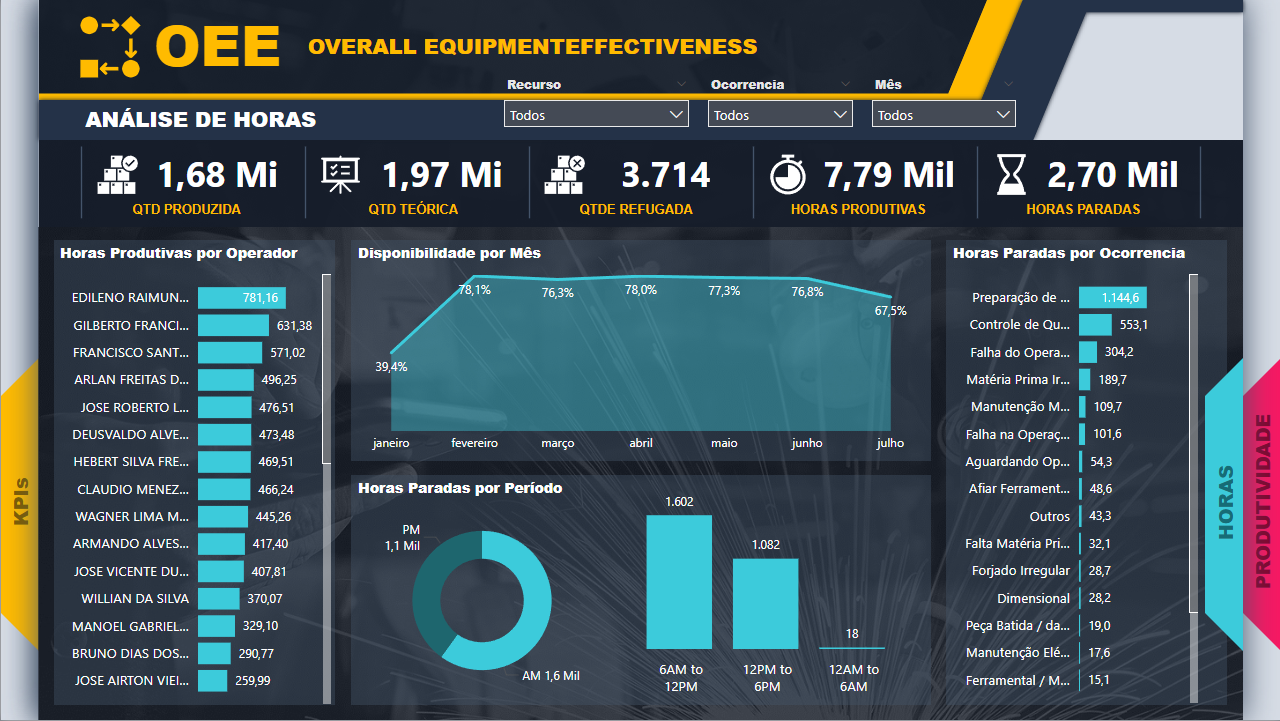 OEE
OVERALL EQUIPMENTEFFECTIVENESS
Recurso
Ocorrencia
Mês
Todos
Todos
Todos
ANÁLISE DE HORAS
1,68 Mi
QTD PRODUZIDA
1,97 Mi
QTD TEÓRICA
3.714
QTDE REFUGADA
7,79 Mil
HORAS PRODUTIVAS
2,70 Mil
HORAS PARADAS
Horas Produtivas por Operador
EDILENO RAIMUN... 781,16
GILBERTO FRANCI... 631,38
FRANCISCO SANT... 571,02
ARLAN FREITAS D... 496,25
JOSE ROBERTO L... 476,51
DEUSVALDO ALVE... 473,48
HEBERT SILVA FRE... 469,51
CLAUDIO MENEZ... 466,24
WAGNER LIMA M... 445,26
ARMANDO ALVES... 417,40
JOSE VICENTE DU... 407,81
WILLIAN DA SILVA 370,07
MANOEL GABRIEL... 329,10
BRUNO DIAS DOS... 290,77
JOSE AIRTON VIEI... 259,99
Disponibilidade por Mês
39,4%
78,1%
76,3%
78,0%
77,3%
76,8%
67,5%
janeiro fevereiro março abril maio junho julho
Horas Paradas por Período
PM
1,1 Mil
AM 1,6 Mil
1.602
1.082
18
6AM to
12PM
12PM to
6PM
12AM to
6AM
Horas Paradas por Ocorrencia
Preparação de ... 1.144,6
Controle de Qu... 553,1
Falha do Opera... 304,2
Matéria Prima Ir... 189,7
Manutenção M... 109,7
Falha na Operaç... 101,6
Aguardando Op... 54,3
Afiar Ferrament... 48,6
Outros 43,3
Falta Matéria Pri... 32,1
Forjado Irregular 28,7
Dimensional 28,2
Peça Batida / da... 19,0
Manutenção Elé... 17,6
Ferramental / M... 15,1
KPIs
HORAS
PRODUTIVIDADE